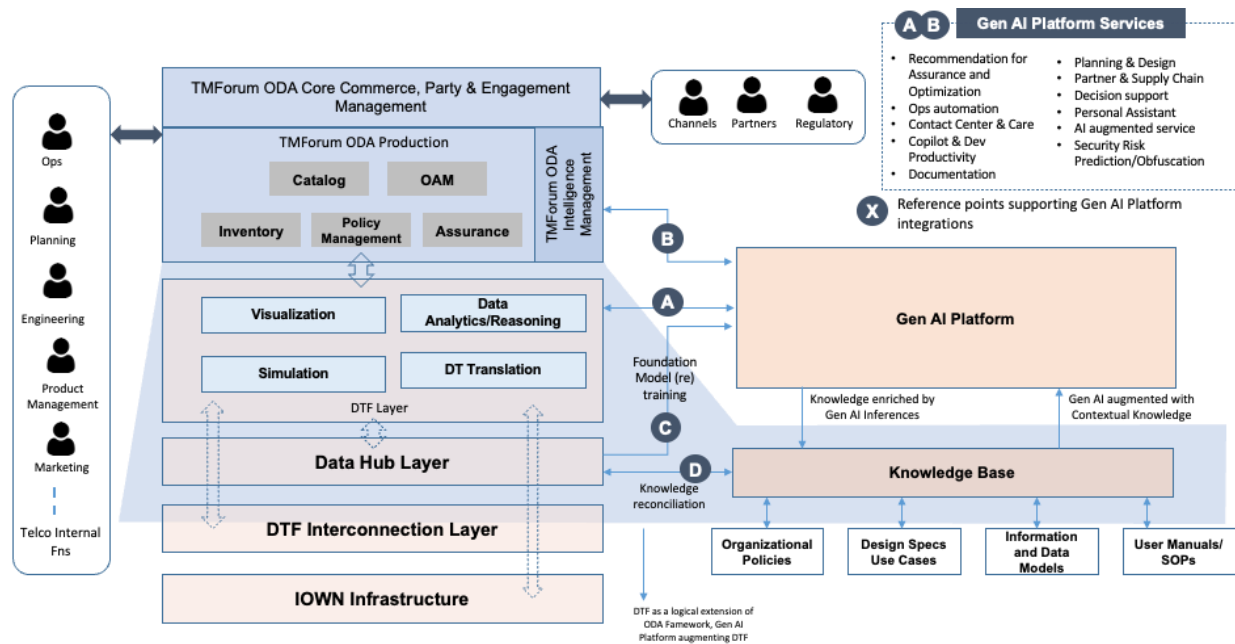 A B
Gen AI Platform Services
Recommendation for
Assurance and
Optimization
Ops automation
Contact Center & Care
Copilot & Dev
Productivity
Documentation
Planning & Design
Partner & Supply Chain
Decision support
Personal Assistant
AI augmented service
Security Risk
Prediction/Obfuscation
X
Reference points supporting Gen AI Platform
integrations
Ops
Planning
Engineering
Product
Management
Marketing
Telco Internal
Fns
TMForum ODA Core Commerce, Party & Engagement
Management
Channels
Partners
Regulatory
TMForum ODA Production
Catalog
OAM
Inventory
Policy
Management
Assurance
TMForum ODA
Intelligence
Management
B
A
Visualization
Data
Analytics/Reasoning
Simulation
DT Translation
DTF Layer
Gen AI Platform
Foundation
Model (re)
training
C
Knowledge enriched by
Gen AI Inferences
Gen AI augmented with
Contextual Knowledge
Data Hub Layer
D
Knowledge
reconciliation
Knowledge Base
DTF Interconnection Layer
Organizational
Policies
Design Specs
Use Cases
Information
and Data
Models
User Manuals/
SOPs
IOWN Infrastructure
DTF as a logical extension of
ODA Famework, Gen AI
Platform augmenting DTF